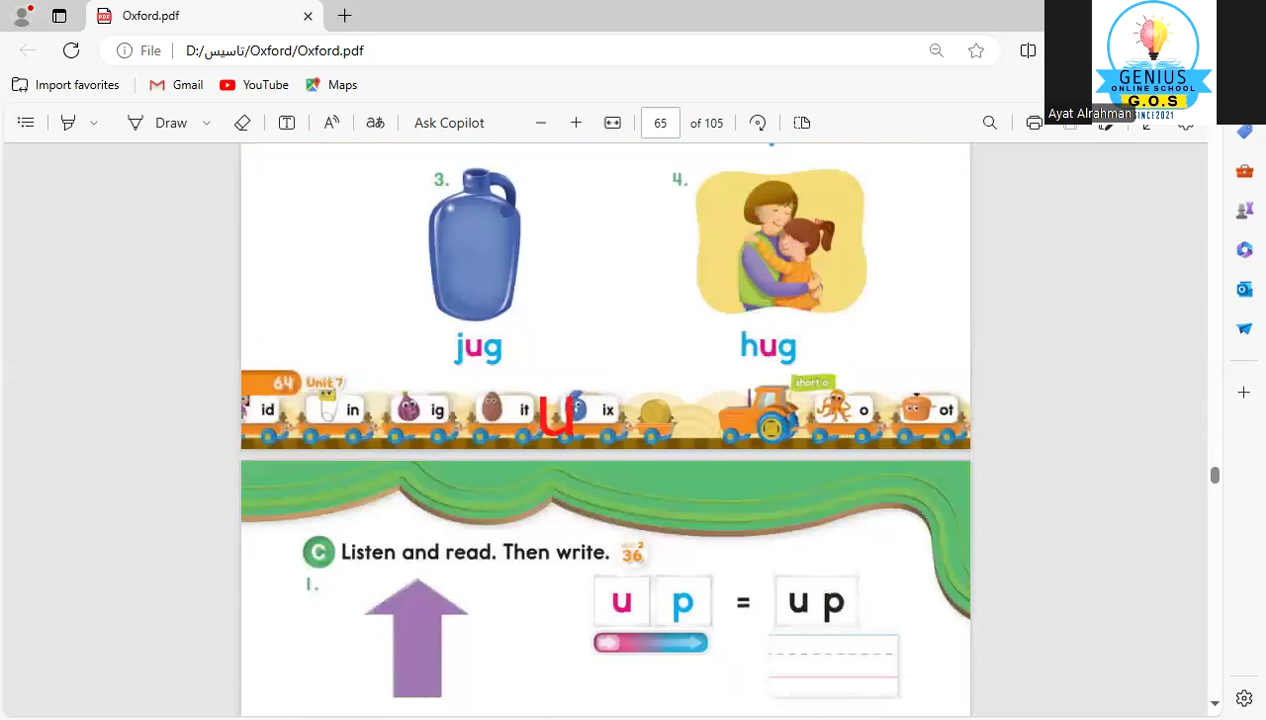 Oxford.pdf
File D:/تاسيس/Oxford/Oxford.pdf
Import favorites Gmail YouTube Maps
Draw Ask Copilot 65 of 105
GENIUS
ONLINE SCHOOL
G.O.S
SINCE2021
Ayat Alrahman
3. 4.
jug hug
64 Unit 7
id in ig it u ix short o o ot
C Listen and read. Then write. 2 36
1.
u p = u p